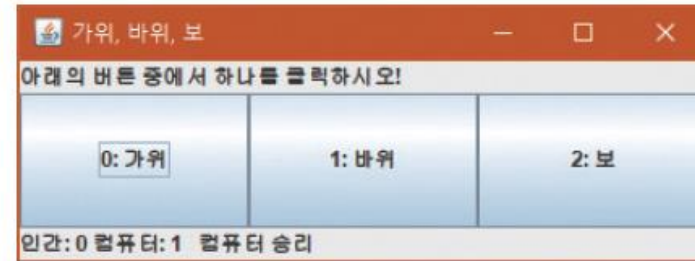 가위, 바위, 보
아래의 버튼 중에서 하나를 클릭하시오!
0: 가위 1: 바위 2: 보
인간: 0 컴퓨터: 1 컴퓨터 승리